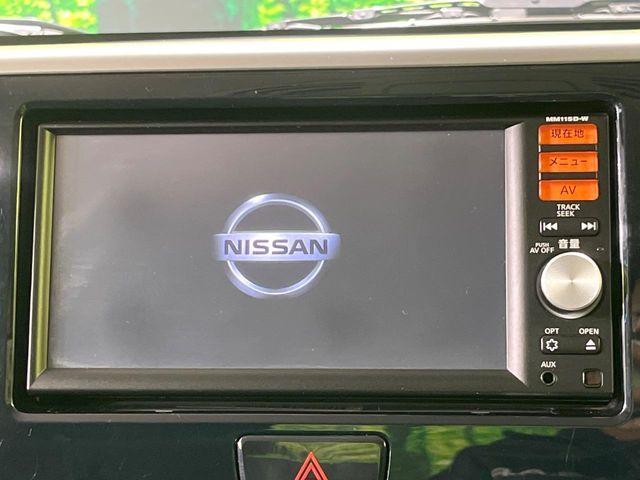 MM115D-W
現在地
メニュー
AV
TRACK
SEEK
PUSH
AV OFF
音量
NISSAN
OPT
OPEN
AUX